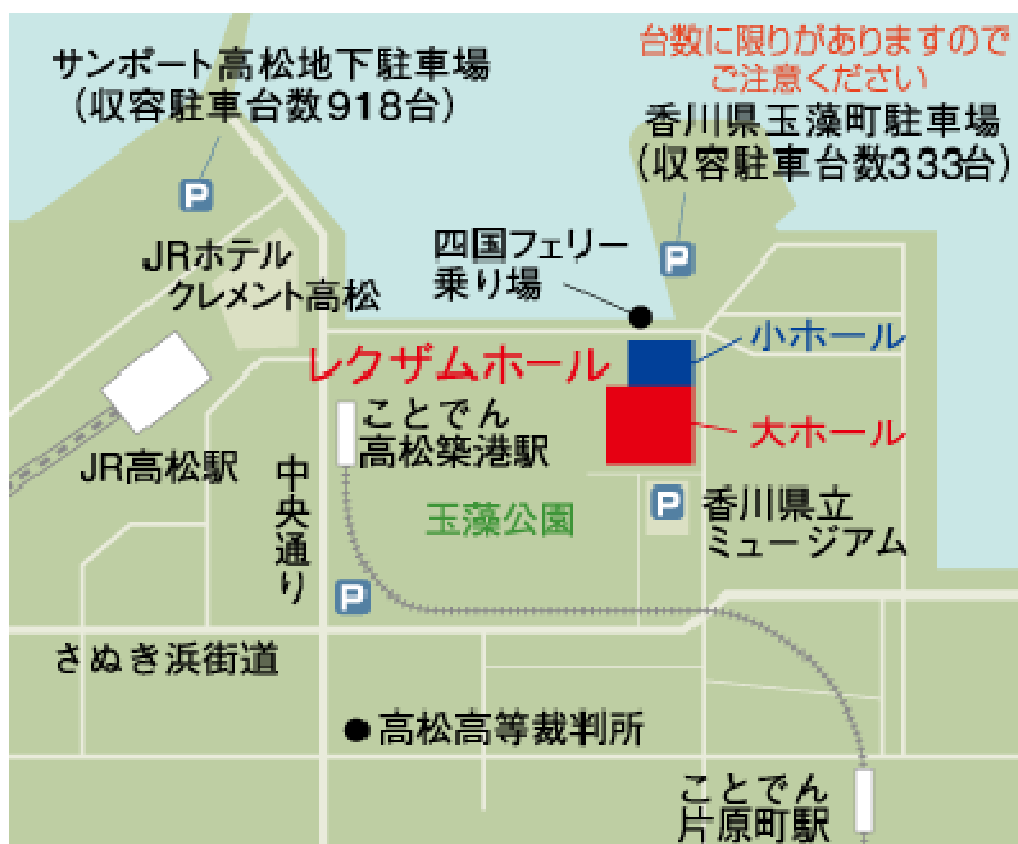 サンポート高松地下駐車場
（収容駐車台数918台）
台数に限りがありますので
ご注意ください
香川県玉藻町駐車場
（収容駐車台数333台）
P
P
四国フェリー
乗り場
JRホテル
クレメント高松
小ホール
レクザムホール
大ホール
ことでん
高松築港駅
JR高松駅
中央通り
玉藻公園
P
香川県立
ミュージアム
P
さぬき浜街道
高松高等裁判所
ことでん
片原町駅